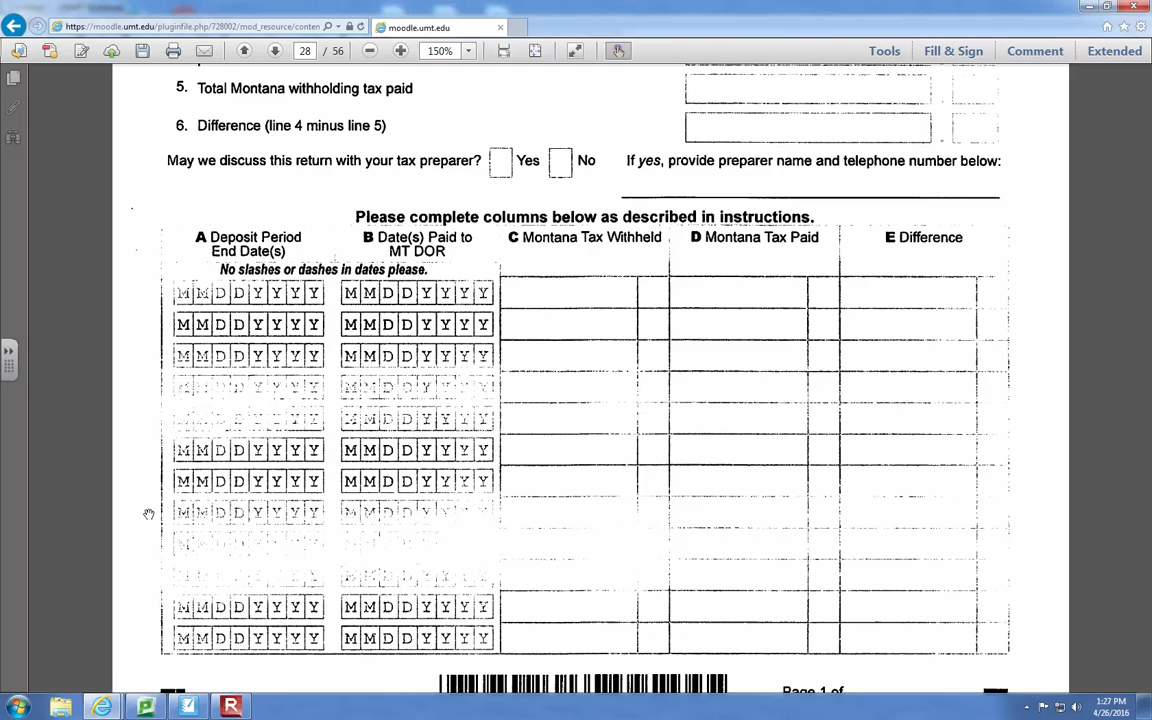 https://moodle.umt.edu/pluginfile.php/728002/mod_resource/conten
moodle.umt.edu
28 / 56
150%
Tools Fill & Sign Comment Extended
5. Total Montana withholding tax paid
6. Difference (line 4 minus line 5)
May we discuss this return with your tax preparer? Yes No If yes, provide preparer name and telephone number below:
Please complete columns below as described in instructions.
A Deposit Period End Date(s) B Date(s) Paid to MT DOR C Montana Tax Withheld D Montana Tax Paid E Difference
No slashes or dashes in dates please.
M M D D Y Y Y Y M M D D Y Y Y Y
M M D D Y Y Y Y M M D D Y Y Y Y
M M D D Y Y Y Y M M D D Y Y Y Y
M M D D Y Y Y Y M M D D Y Y Y Y
M M D D Y Y Y Y M M D D Y Y Y Y
M M D D Y Y Y Y M M D D Y Y Y Y
M M D D Y Y Y Y M M D D Y Y Y Y
M M D D Y Y Y Y M M D D Y Y Y Y
M M D D Y Y Y Y M M D D Y Y Y Y
M M D D Y Y Y Y M M D D Y Y Y Y
Page 1 of
1:27 PM
4/26/2016